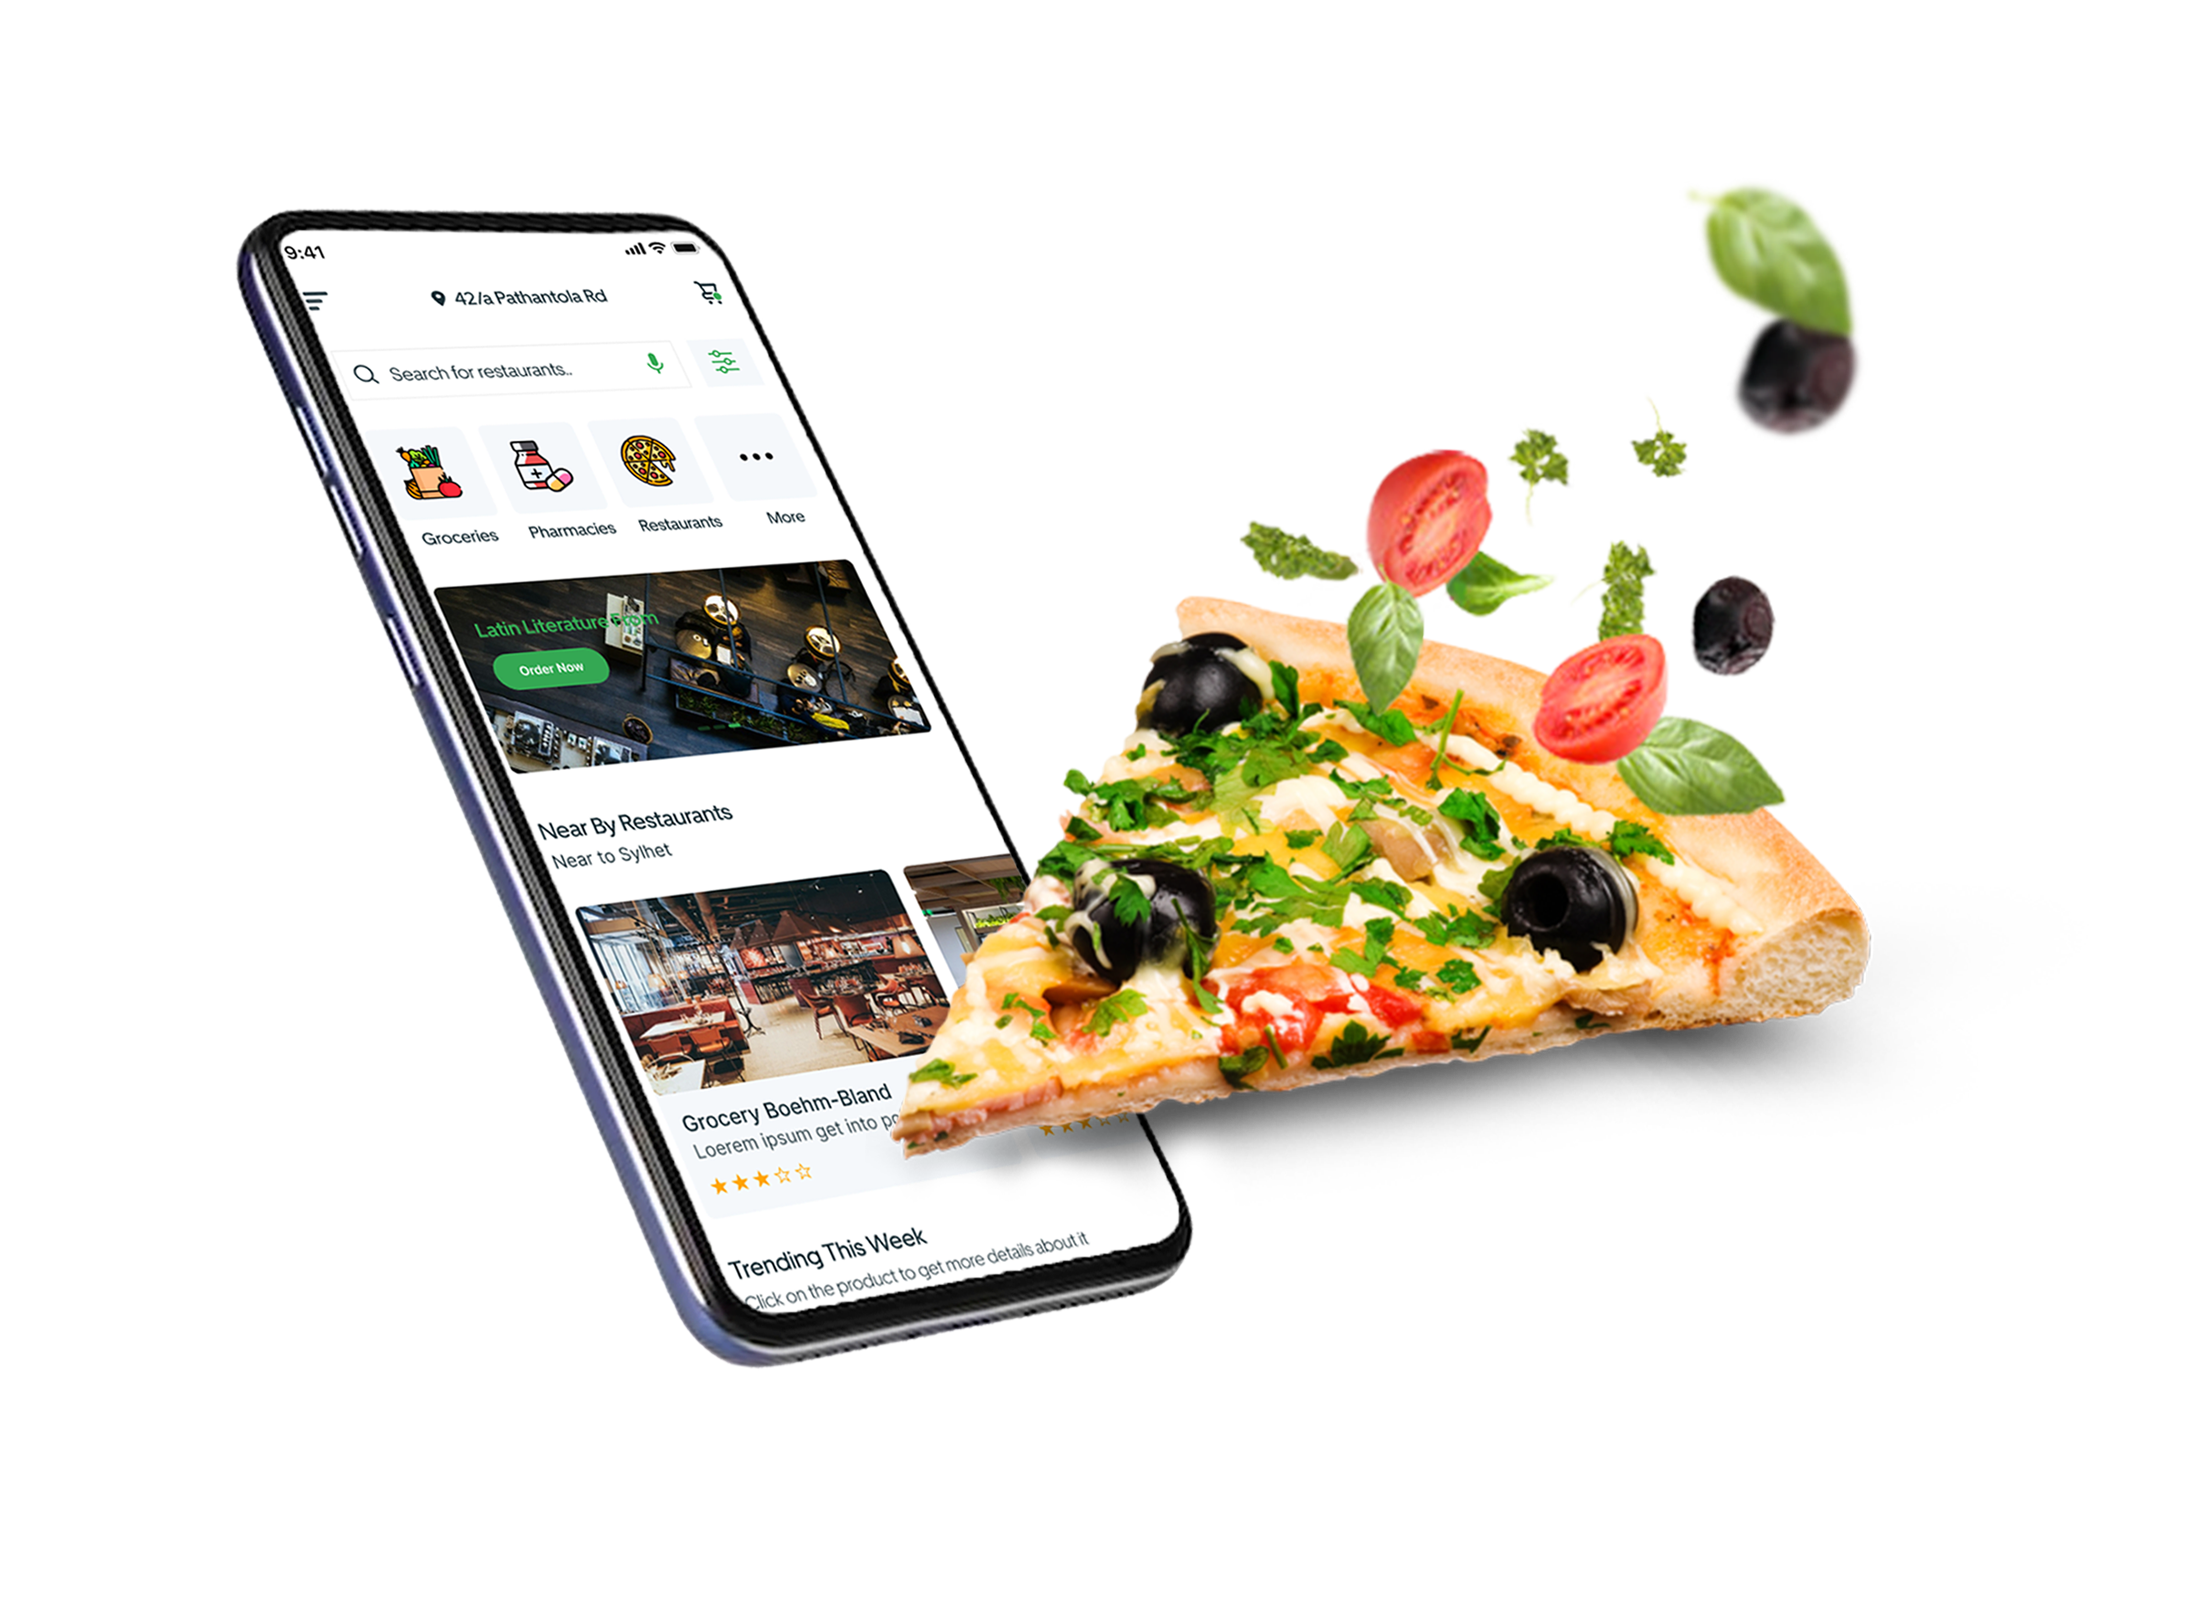 9:41
42/a Pathantola Rd
Search for restaurants..
Groceries
Pharmacies
Restaurants
More
Latin Literature From
Order Now
Near By Restaurants
Near to Sylhet
Grocery Boehm-Bland
Loerem ipsum get into
Trending This Week
Click on the product to get more details about it